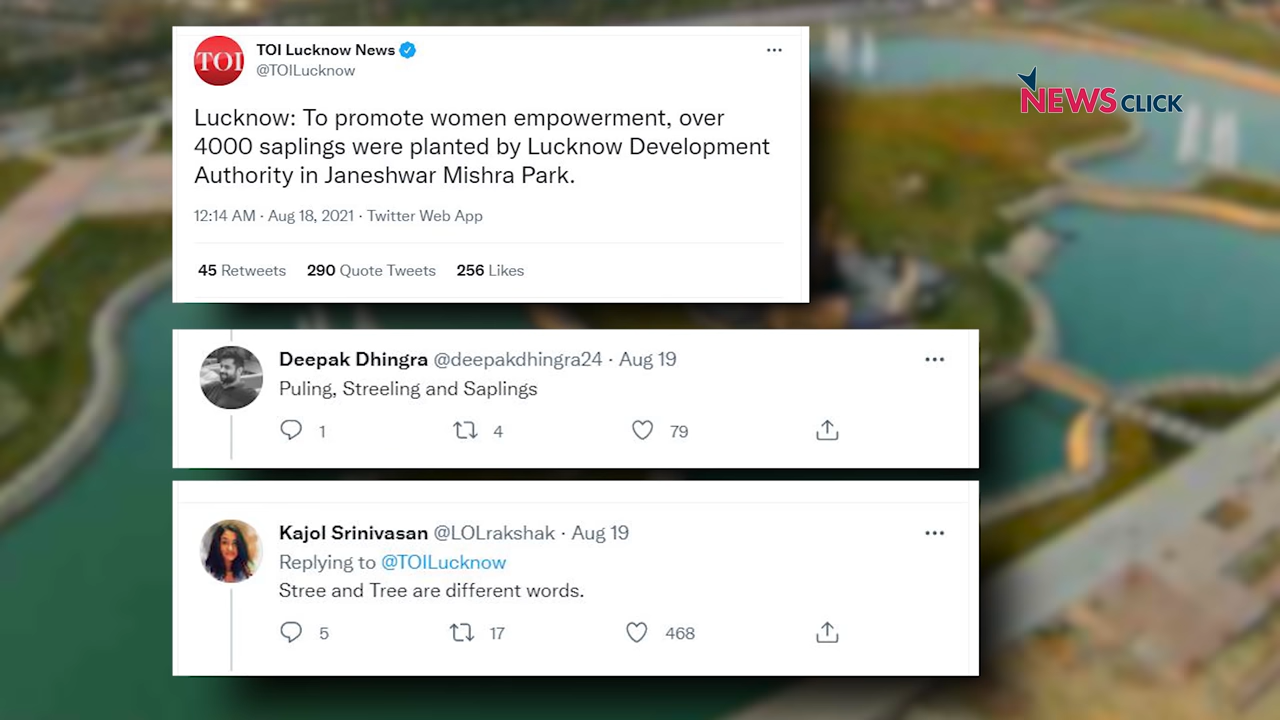 TOI
TOI Lucknow News
@TOILucknow
Lucknow: To promote women empowerment, over
4000 saplings were planted by Lucknow Development
Authority in Janeshwar Mishra Park.
12:14 AM · Aug 18, 2021 · Twitter Web App
45 Retweets 290 Quote Tweets 256 Likes
NEWS CLICK
Deepak Dhingra @deepakdhingra24 · Aug 19
Puling, Streeling and Saplings
1 4 79
Kajol Srinivasan @LOLrakshak · Aug 19
Replying to @TOILucknow
Stree and Tree are different words.
5 17 468